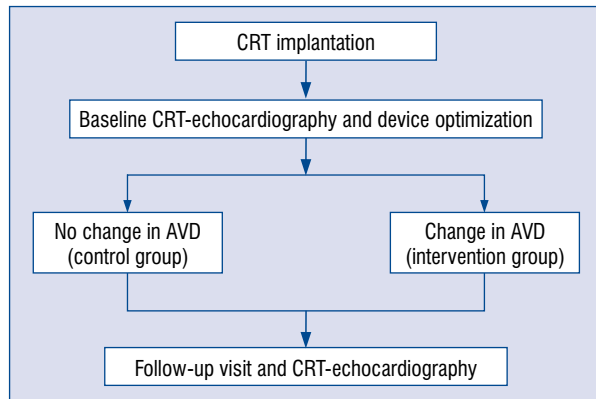 CRT implantation
Baseline CRT-echocardiography and device optimization
No change in AVD
(control group)
Change in AVD
(intervention group)
Follow-up visit and CRT-echocardiography